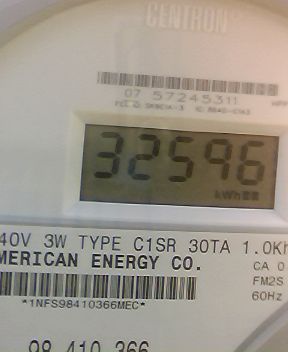 CENTRON
07 57245311
32596
kWh
40V 3W TYPE C1SR 30TA 1.0Kh
MERICAN ENERGY CO.
CA 0
FM2S
60Hz
*1NFS98410366MEC*
98 410 366